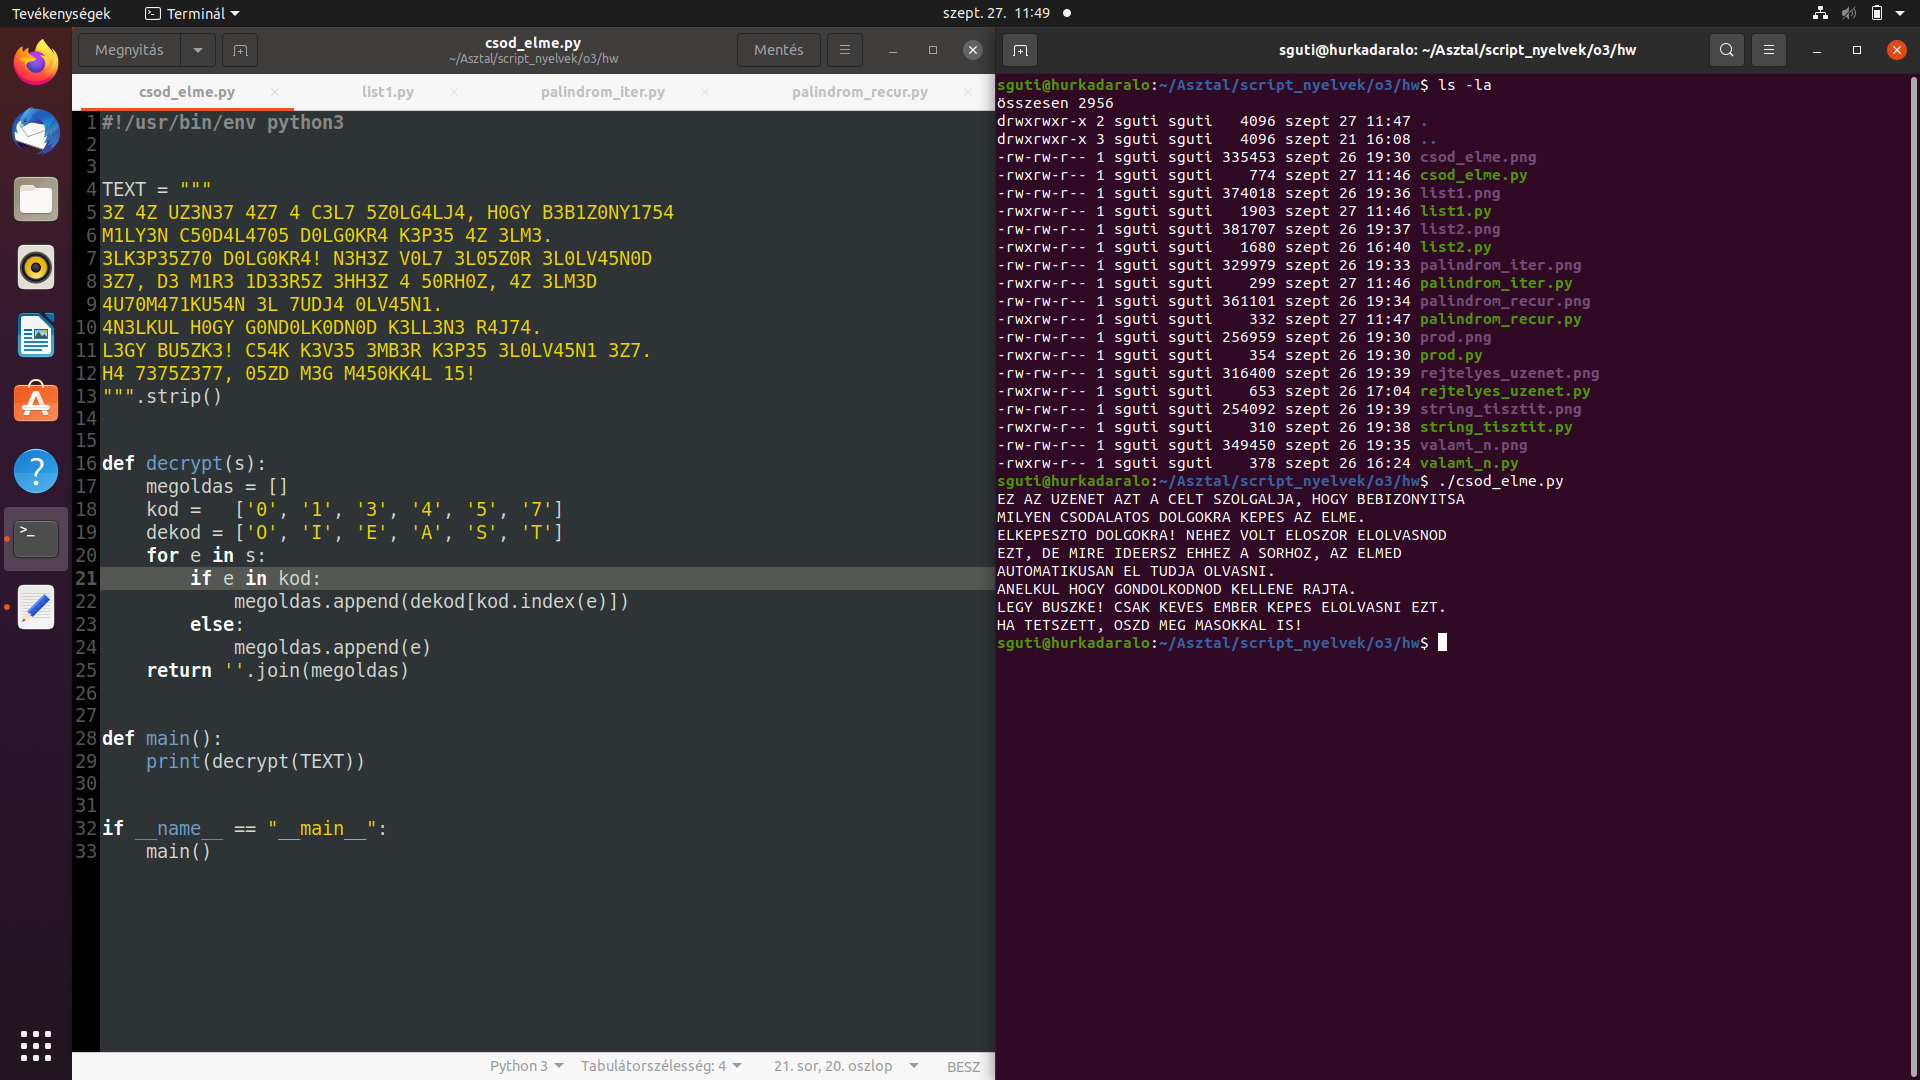 Tevékenységek
Terminál
szept. 27. 11:49
Megnyitás
csod_elme.py
~/Asztal/script_nyelvek/o3/hw
Mentés
csod_elme.py
list1.py
palindrom_iter.py
palindrom_recur.py
1 #!/usr/bin/env python3
2
3
4 TEXT = """
5 3Z 4Z UZ3N37 4Z7 4 C3L7 5Z0LG4LJ4, H0GY B3B1Z0NY1754
6 M1LY3N C50D4L4705 D0LG0KR4 K3P35 4Z 3LM3.
7 3LK3P35Z70 D0LG0KR4! N3H3Z V0L7 3L05Z0R 3L0LV45N0D
8 3Z7, D3 M1R3 1D33R5Z 3HH3Z 4 50RH0Z, 4Z 3LM3D
9 4U70M471KU54N 3L 7UDJ4 0LV45N1.
10 4N3LKUL H0GY G0ND0LK0DN0D K3LL3N3 R4J74.
11 L3GY BU5ZK3! C54K K3V35 3MB3R K3P35 3L0LV45N1 3Z7.
12 H4 7375Z377, 05ZD M3G M450KK4L 15!
13 """.strip()
14
15
16 def decrypt(s):
17     megoldas = []
18     kod =   ['0', '1', '3', '4', '5', '7']
19     dekod = ['O', 'I', 'E', 'A', 'S', 'T']
20     for e in s:
21         if e in kod:
22             megoldas.append(dekod[kod.index(e)])
23         else:
24             megoldas.append(e)
25     return ''.join(megoldas)
26
27
28 def main():
29     print(decrypt(TEXT))
30
31
32 if __name__ == "__main__":
33     main()
Python 3
Tabulátorszélesség: 4
21. sor, 20. oszlop
BESZ
sguti@hurkadaralo: ~/Asztal/script_nyelvek/o3/hw
sguti@hurkadaralo:~/Asztal/script_nyelvek/o3/hw$ ls -la
összesen 2956
drwxrwxr-x 2 sguti sguti   4096 szept 27 11:47 .
drwxrwxr-x 3 sguti sguti   4096 szept 21 16:08 ..
-rw-rw-r-- 1 sguti sguti 335453 szept 26 19:30 csod_elme.png
-rwxrw-r-- 1 sguti sguti    774 szept 27 11:46 csod_elme.py
-rw-rw-r-- 1 sguti sguti 374018 szept 26 19:36 list1.png
-rwxrw-r-- 1 sguti sguti   1903 szept 27 11:46 list1.py
-rw-rw-r-- 1 sguti sguti 381707 szept 26 19:37 list2.png
-rwxrw-r-- 1 sguti sguti   1680 szept 26 16:40 list2.py
-rw-rw-r-- 1 sguti sguti 329979 szept 26 19:33 palindrom_iter.png
-rwxrw-r-- 1 sguti sguti    299 szept 27 11:46 palindrom_iter.py
-rw-rw-r-- 1 sguti sguti 361101 szept 26 19:34 palindrom_recur.png
-rwxrw-r-- 1 sguti sguti    332 szept 27 11:47 palindrom_recur.py
-rw-rw-r-- 1 sguti sguti 256959 szept 26 19:30 prod.png
-rwxrw-r-- 1 sguti sguti    354 szept 26 19:30 prod.py
-rw-rw-r-- 1 sguti sguti 316400 szept 26 19:39 rejtelyes_uzenet.png
-rwxrw-r-- 1 sguti sguti    653 szept 26 17:04 rejtelyes_uzenet.py
-rw-rw-r-- 1 sguti sguti 254092 szept 26 19:39 string_tisztit.png
-rwxrw-r-- 1 sguti sguti    310 szept 26 19:38 string_tisztit.py
-rw-rw-r-- 1 sguti sguti 349450 szept 26 19:35 valami_n.png
-rwxrw-r-- 1 sguti sguti    378 szept 26 16:24 valami_n.py
sguti@hurkadaralo:~/Asztal/script_nyelvek/o3/hw$ ./csod_elme.py
EZ AZ UZENET AZT A CELT SZOLGALJA, HOGY BEBIZONYITSA
MILYEN CSODALATOS DOLGOKRA KEPES AZ ELME.
ELKEPESZTO DOLGOKRA! NEHEZ VOLT ELOSZOR ELOLVASNOD
EZT, DE MIRE IDEERSZ EHHEZ A SORHOZ, AZ ELMED
AUTOMATIKUSAN EL TUDJA OLVASNI.
ANELKUL HOGY GONDOLKODNOD KELLENE RAJTA.
LEGY BUSZKE! CSAK KEVES EMBER KEPES ELOLVASNI EZT.
HA TETSZETT, OSZD MEG MASOKKAL IS!
sguti@hurkadaralo:~/Asztal/script_nyelvek/o3/hw$